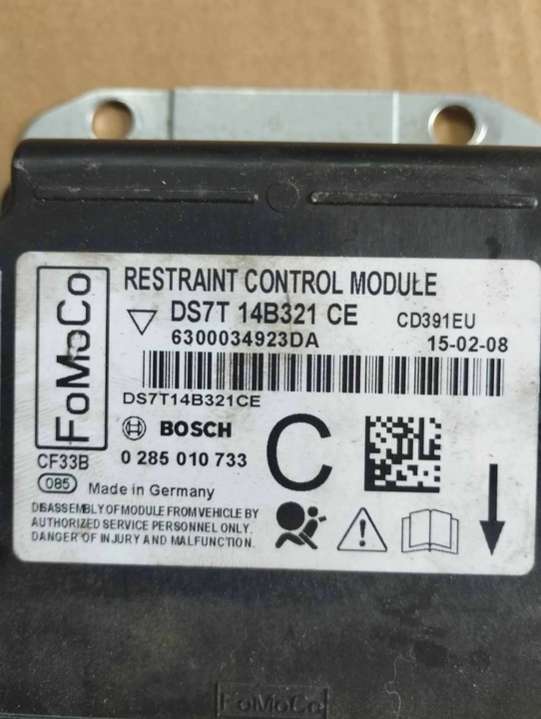 FoMoCo
RESTRAINT CONTROL MODULE
DS7T 14B321 CE CD391EU
6300034923DA 15-02-08
DS7T14B321CE
BOSCH
0 285 010 733
C
CF33B
085 Made in Germany
DISASSEMBLY OF MODULE FROM VEHICLE BY
AUTHORIZED SERVICE PERSONNEL ONLY.
DANGER OF INJURY AND MALFUNCTION.
FoMoCo